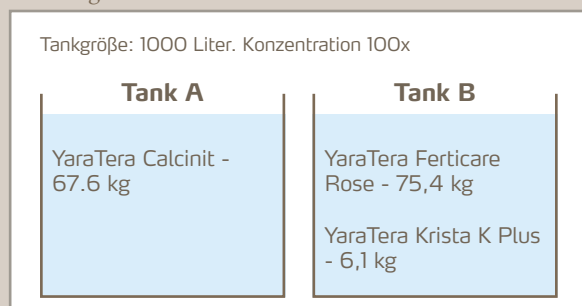 Tankgröße: 1000 Liter. Konzentration 100x
Tank A
YaraTera Calcinit -
67.6 kg
Tank B
YaraTera Ferticare
Rose - 75,4 kg
YaraTera Krista K Plus
- 6,1 kg